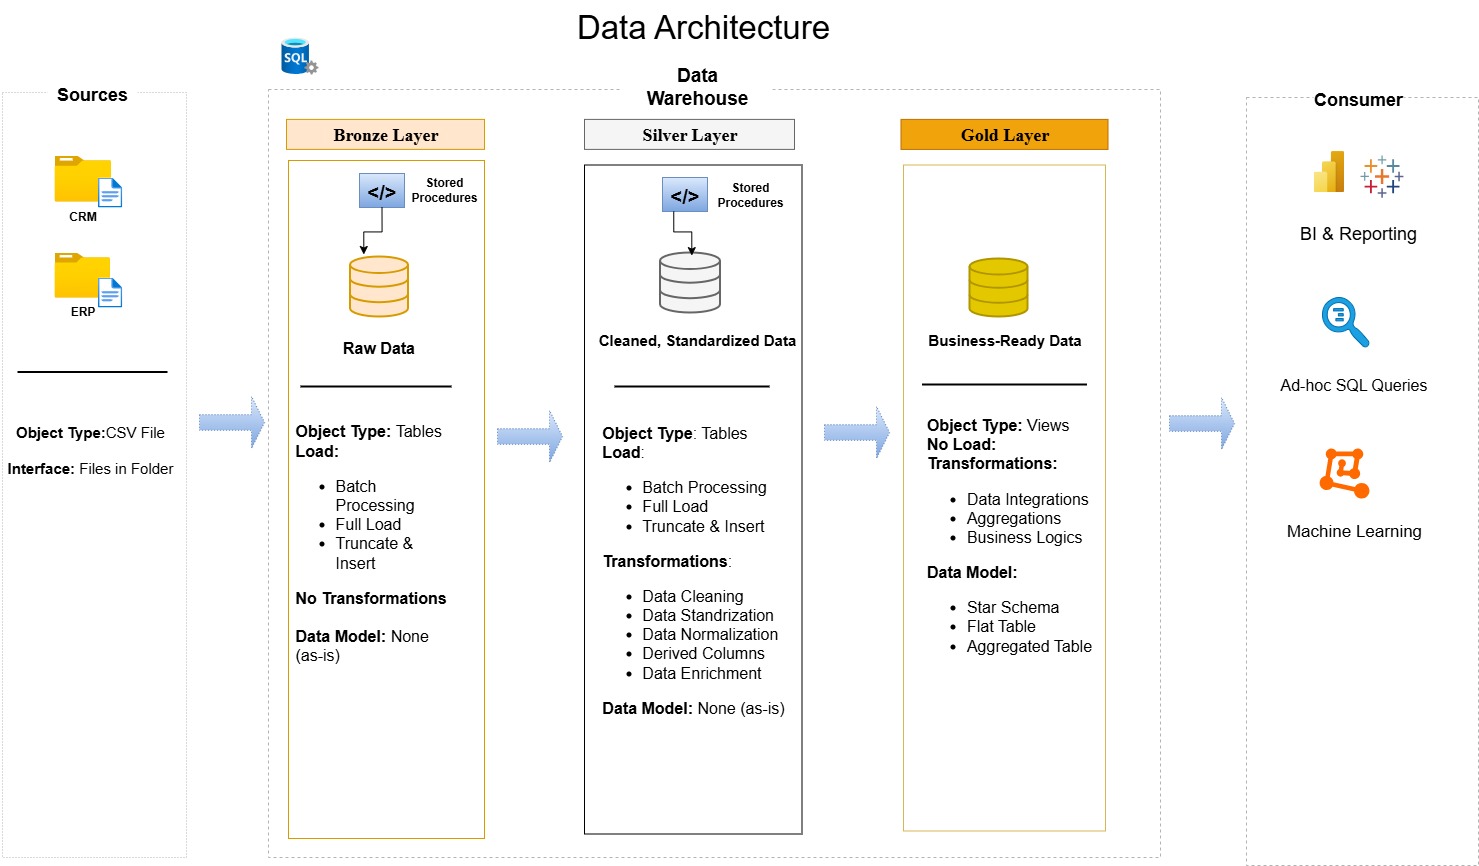 Data Architecture
SQL
Sources
CRM
ERP
Object Type:CSV File
Interface: Files in Folder
Data
Warehouse
Bronze Layer
</>
Stored
Procedures
Raw Data
Object Type: Tables
Load:
• Batch
Processing
• Full Load
• Truncate &
Insert
No Transformations
Data Model: None
(as-is)
Silver Layer
</>
Stored
Procedures
Cleaned, Standardized Data
Object Type: Tables
Load:
• Batch Processing
• Full Load
• Truncate & Insert
Transformations:
• Data Cleaning
• Data Standrization
• Data Normalization
• Derived Columns
• Data Enrichment
Data Model: None (as-is)
Gold Layer
Business-Ready Data
Object Type: Views
No Load:
Transformations:
• Data Integrations
• Aggregations
• Business Logics
Data Model:
• Star Schema
• Flat Table
• Aggregated Table
Consumer
BI & Reporting
Ad-hoc SQL Queries
Machine Learning